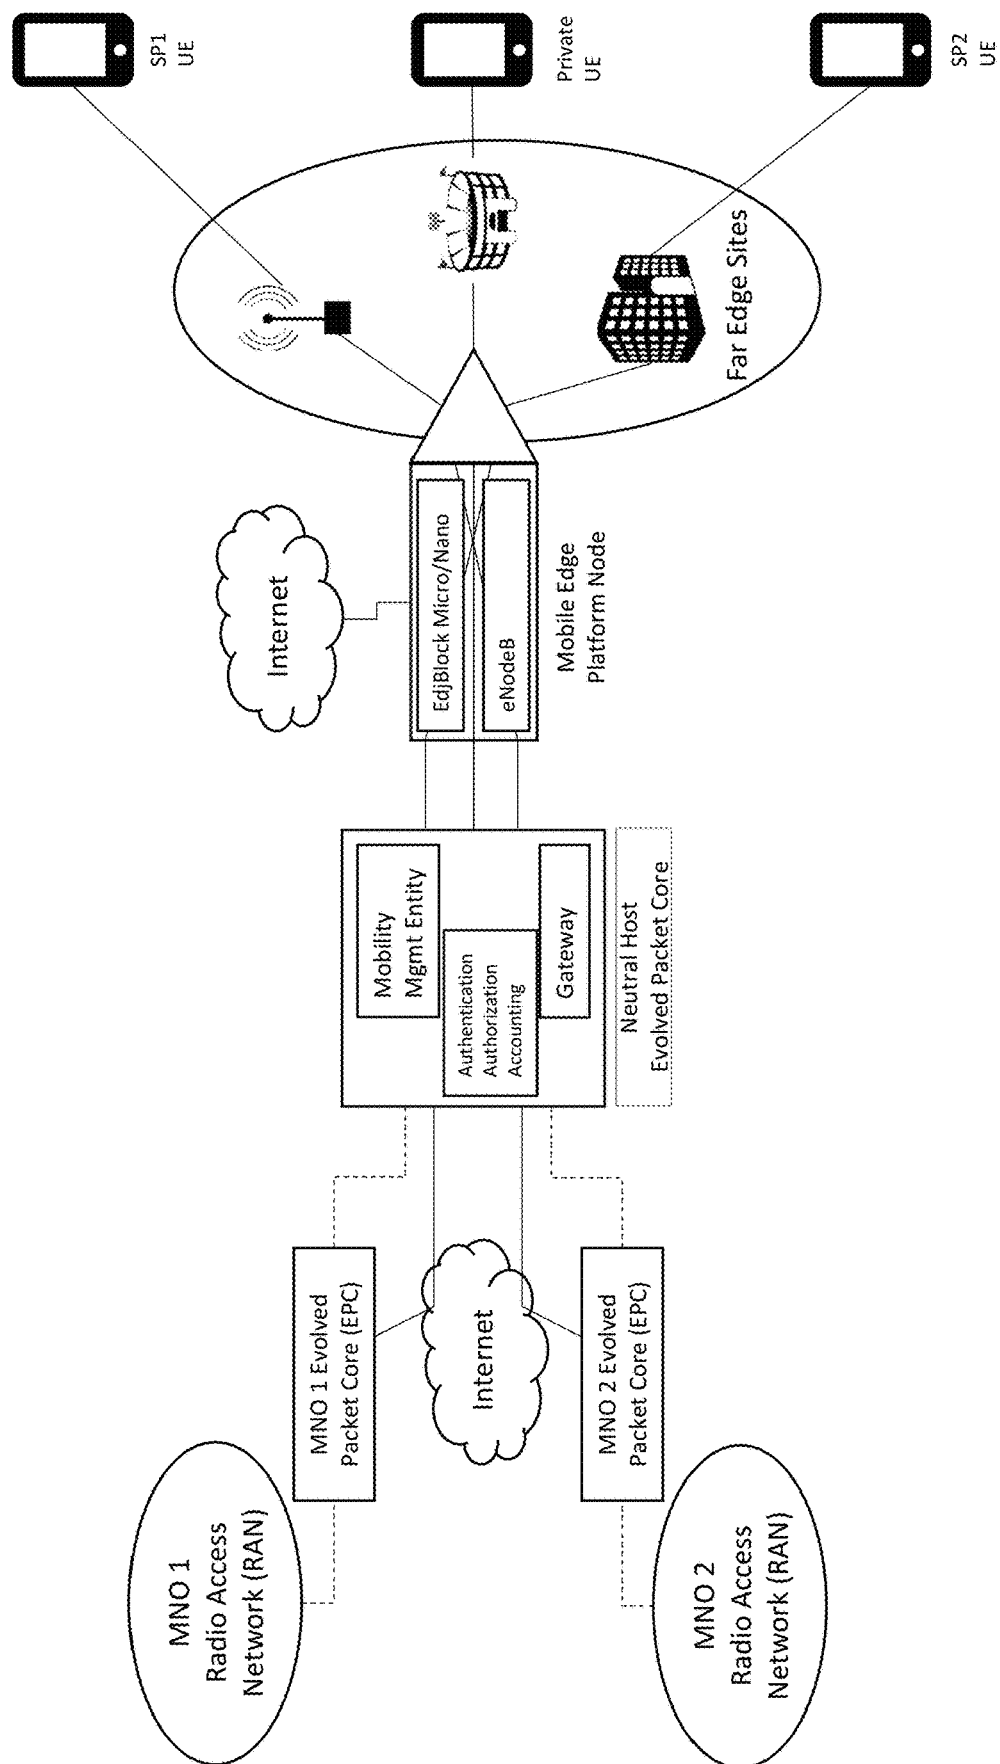 MNO 1
Radio Access
Network (RAN)
MNO 1 Evolved
Packet Core (EPC)
Internet
MNO 2 Evolved
Packet Core (EPC)
MNO 2
Radio Access
Network (RAN)
Mobility
Mgmt Entity
Authentication
Authorization
Accounting
Gateway
Neutral Host
Evolved Packet Core
Internet
EdjBlock Micro/Nano
eNodeB
Mobile Edge
Platform Node
Far Edge Sites
SP1
UE
Private
UE
SP2
UE